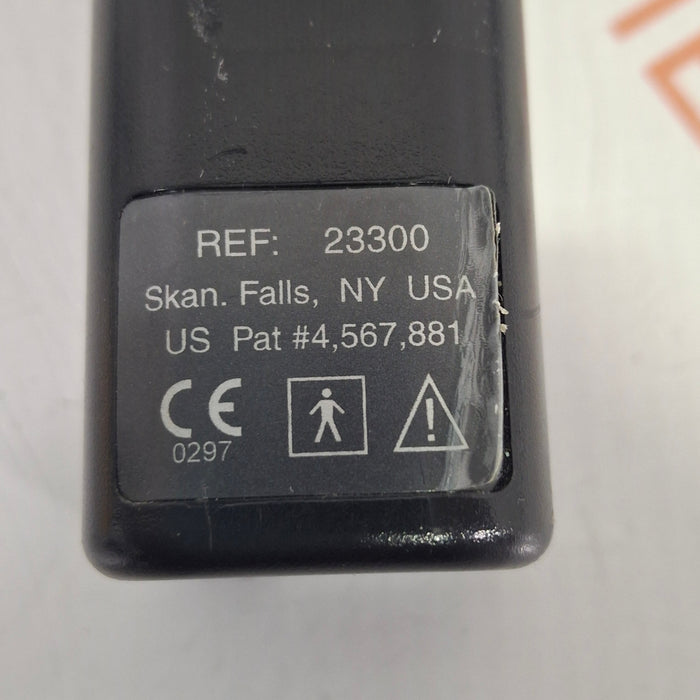 REF: 23300
Skan. Falls, NY USA
US Pat #4,567,881
CE
0297